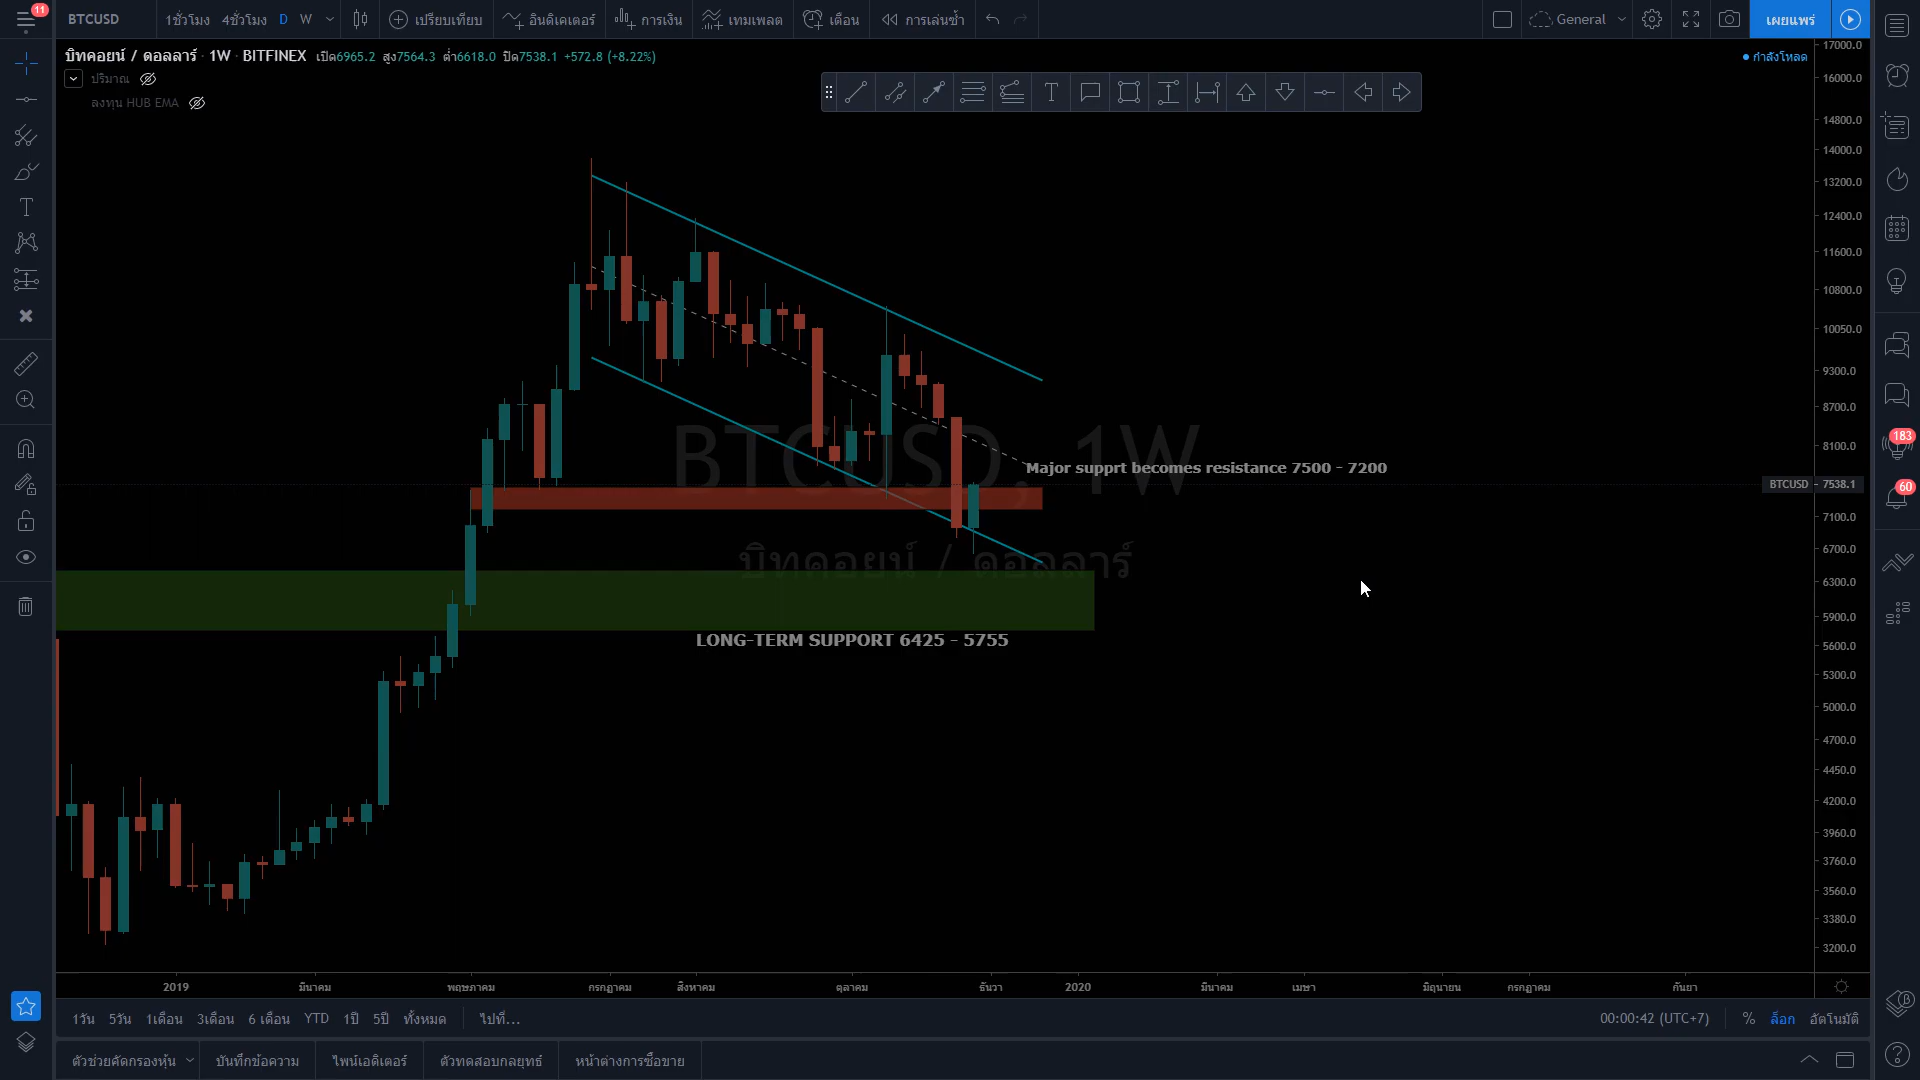 11
BTCUSD
1ชั่วโมง 4ชั่วโมง D W
เปรียบเทียบ
อินดิเคเตอร์
การเงิน
เทมเพลต
เตือน
การเล่นซ้ำ
General
เผยแพร่
บิทคอยน์ / ดอลลาร์ · 1W · BITFINEX เปิด6965.2 สูง7564.3 ต่ำ6618.0 ปิด7538.1 +572.8 (+8.22%)
กำลังโหลด
ปริมาณ
ลงทุน HUB EMA
BTCUSD, 1W
บิทคอยน์ / ดอลลาร์
Major supprt becomes resistance 7500 - 7200
LONG-TERM SUPPORT 6425 - 5755
17000.0
16000.0
14800.0
14000.0
13200.0
12400.0
11600.0
10800.0
10050.0
9300.0
8700.0
8100.0
BTCUSD 7538.1
7100.0
6700.0
6300.0
5900.0
5600.0
5300.0
5000.0
4700.0
4450.0
4200.0
3960.0
3760.0
3560.0
3380.0
3200.0
183
60
2019 มีนาคม พฤษภาคม กรกฎาคม สิงหาคม ตุลาคม ธันวา 2020 มีนาคม เมษา มิถุนายน กรกฎาคม กันยา
1วัน 5วัน 1เดือน 3เดือน 6 เดือน YTD 1ปี 5ปี ทั้งหมด ไปที่...
00:00:42 (UTC+7) % ล็อก อัตโนมัติ
ตัวช่วยคัดกรองหุ้น บันทึกข้อความ ไพน์เอดิเตอร์ ตัวทดสอบกลยุทธ์ หน้าต่างการซื้อขาย